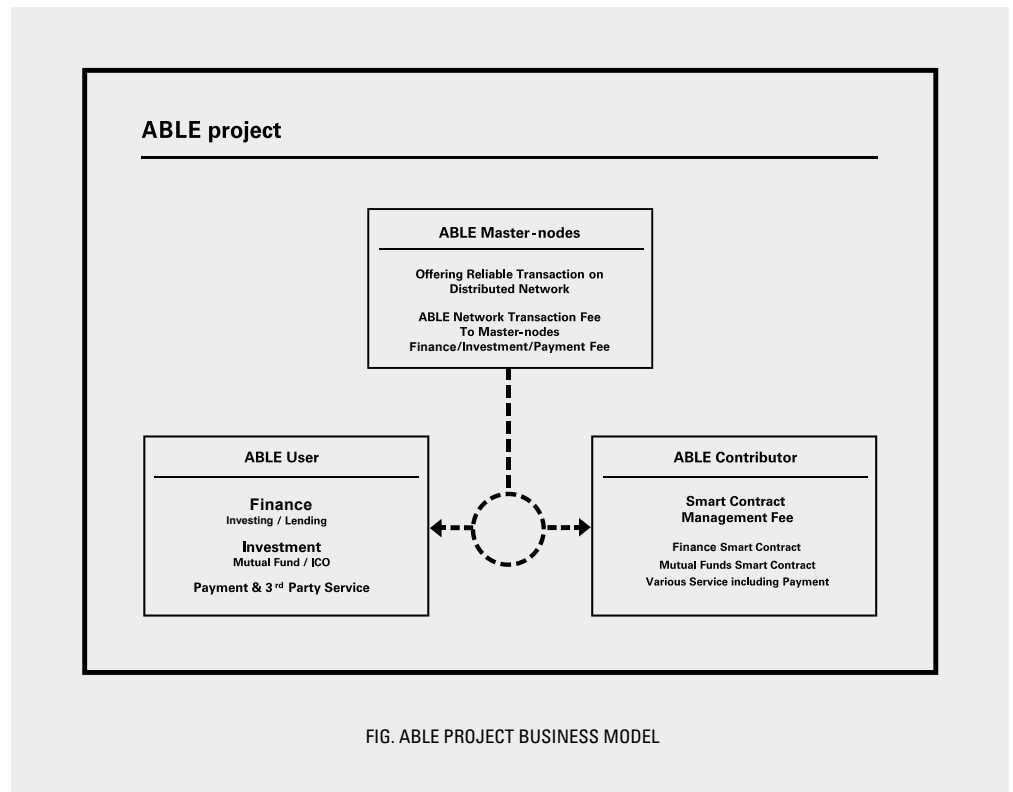 ABLE project
ABLE Master-nodes
Offering Reliable Transaction on
Distributed Network
ABLE Network Transaction Fee
To Master-nodes
Finance/Investment/Payment Fee
ABLE User
Finance
Investing / Lending
Investment
Mutual Fund / ICO
Payment & 3rd Party Service
ABLE Contributor
Smart Contract
Management Fee
Finance Smart Contract
Mutual Funds Smart Contract
Various Service including Payment
FIG. ABLE PROJECT BUSINESS MODEL